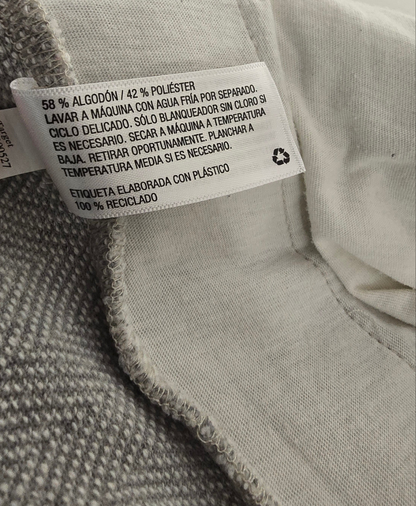 58 % ALGODÓN / 42 % POLIÉSTER
LAVAR A MÁQUINA CON AGUA FRÍA POR SEPARADO.
CICLO DELICADO. SÓLO BLANQUEADOR SIN CLORO SI
ES NECESARIO. SECAR A MÁQUINA A TEMPERATURA
BAJA. RETIRAR OPORTUNAMENTE. PLANCHAR A
TEMPERATURA MEDIA SI ES NECESARIO.
ETIQUETA ELABORADA CON PLÁSTICO
100 % RECICLADO